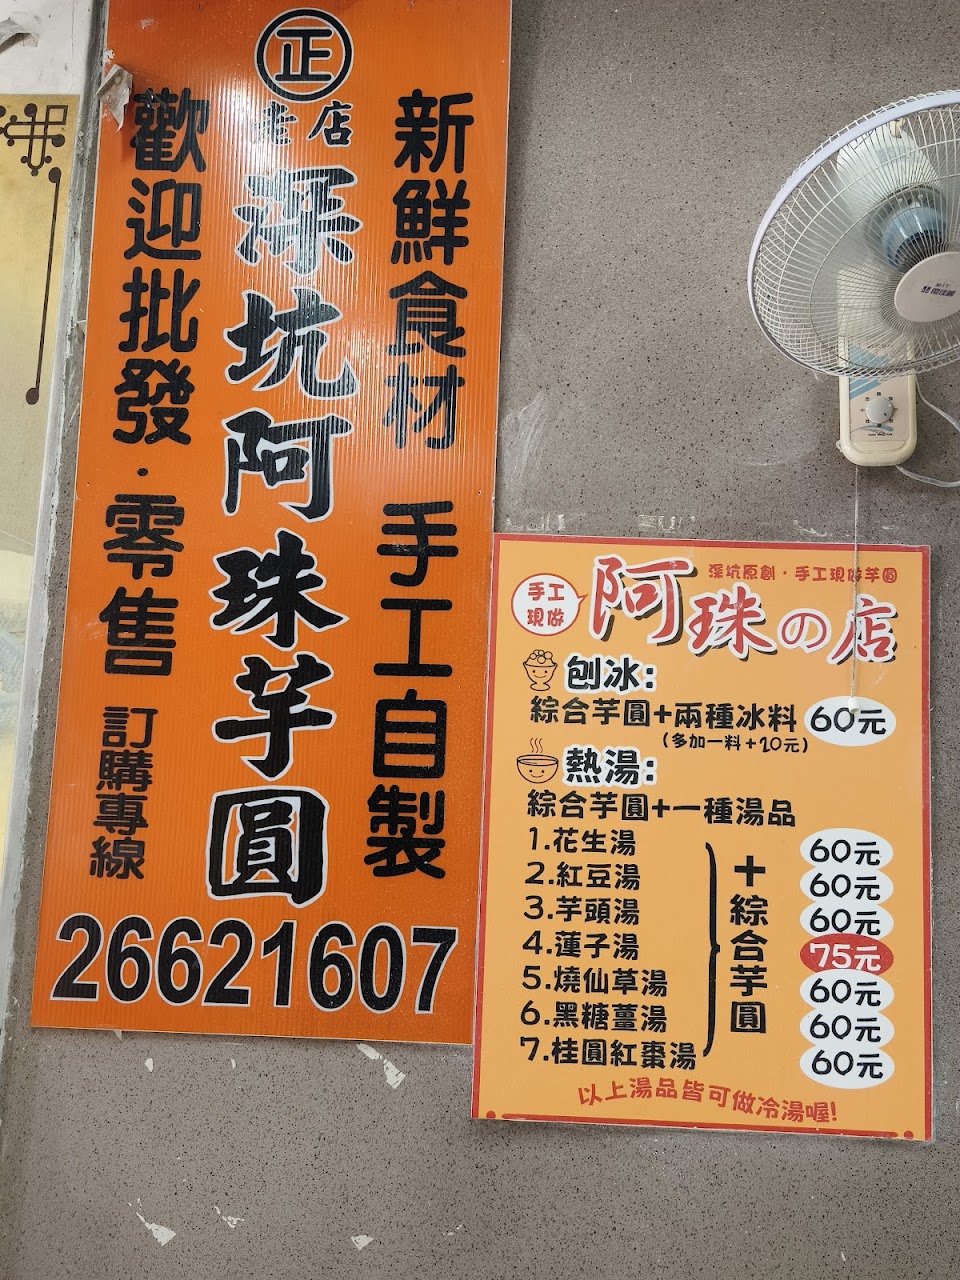 正
老店
新鮮食材 手工自製
深坑阿珠芋圓
歡迎批發·零售 訂購專線
26621607
手工
現做
深坑原創·手工現做芋圓
阿珠の店
刨冰:
綜合芋圓+兩種冰料 60元
(多加一料+10元)
熱湯:
綜合芋圓+一種湯品
1.花生湯 60元
2.紅豆湯 60元
3.芋頭湯 60元
4.蓮子湯 75元
5.燒仙草湯 60元
6.黑糖薑湯 60元
7.桂圓紅棗湯 60元
+綜合芋圓
以上湯品皆可做冷湯喔!